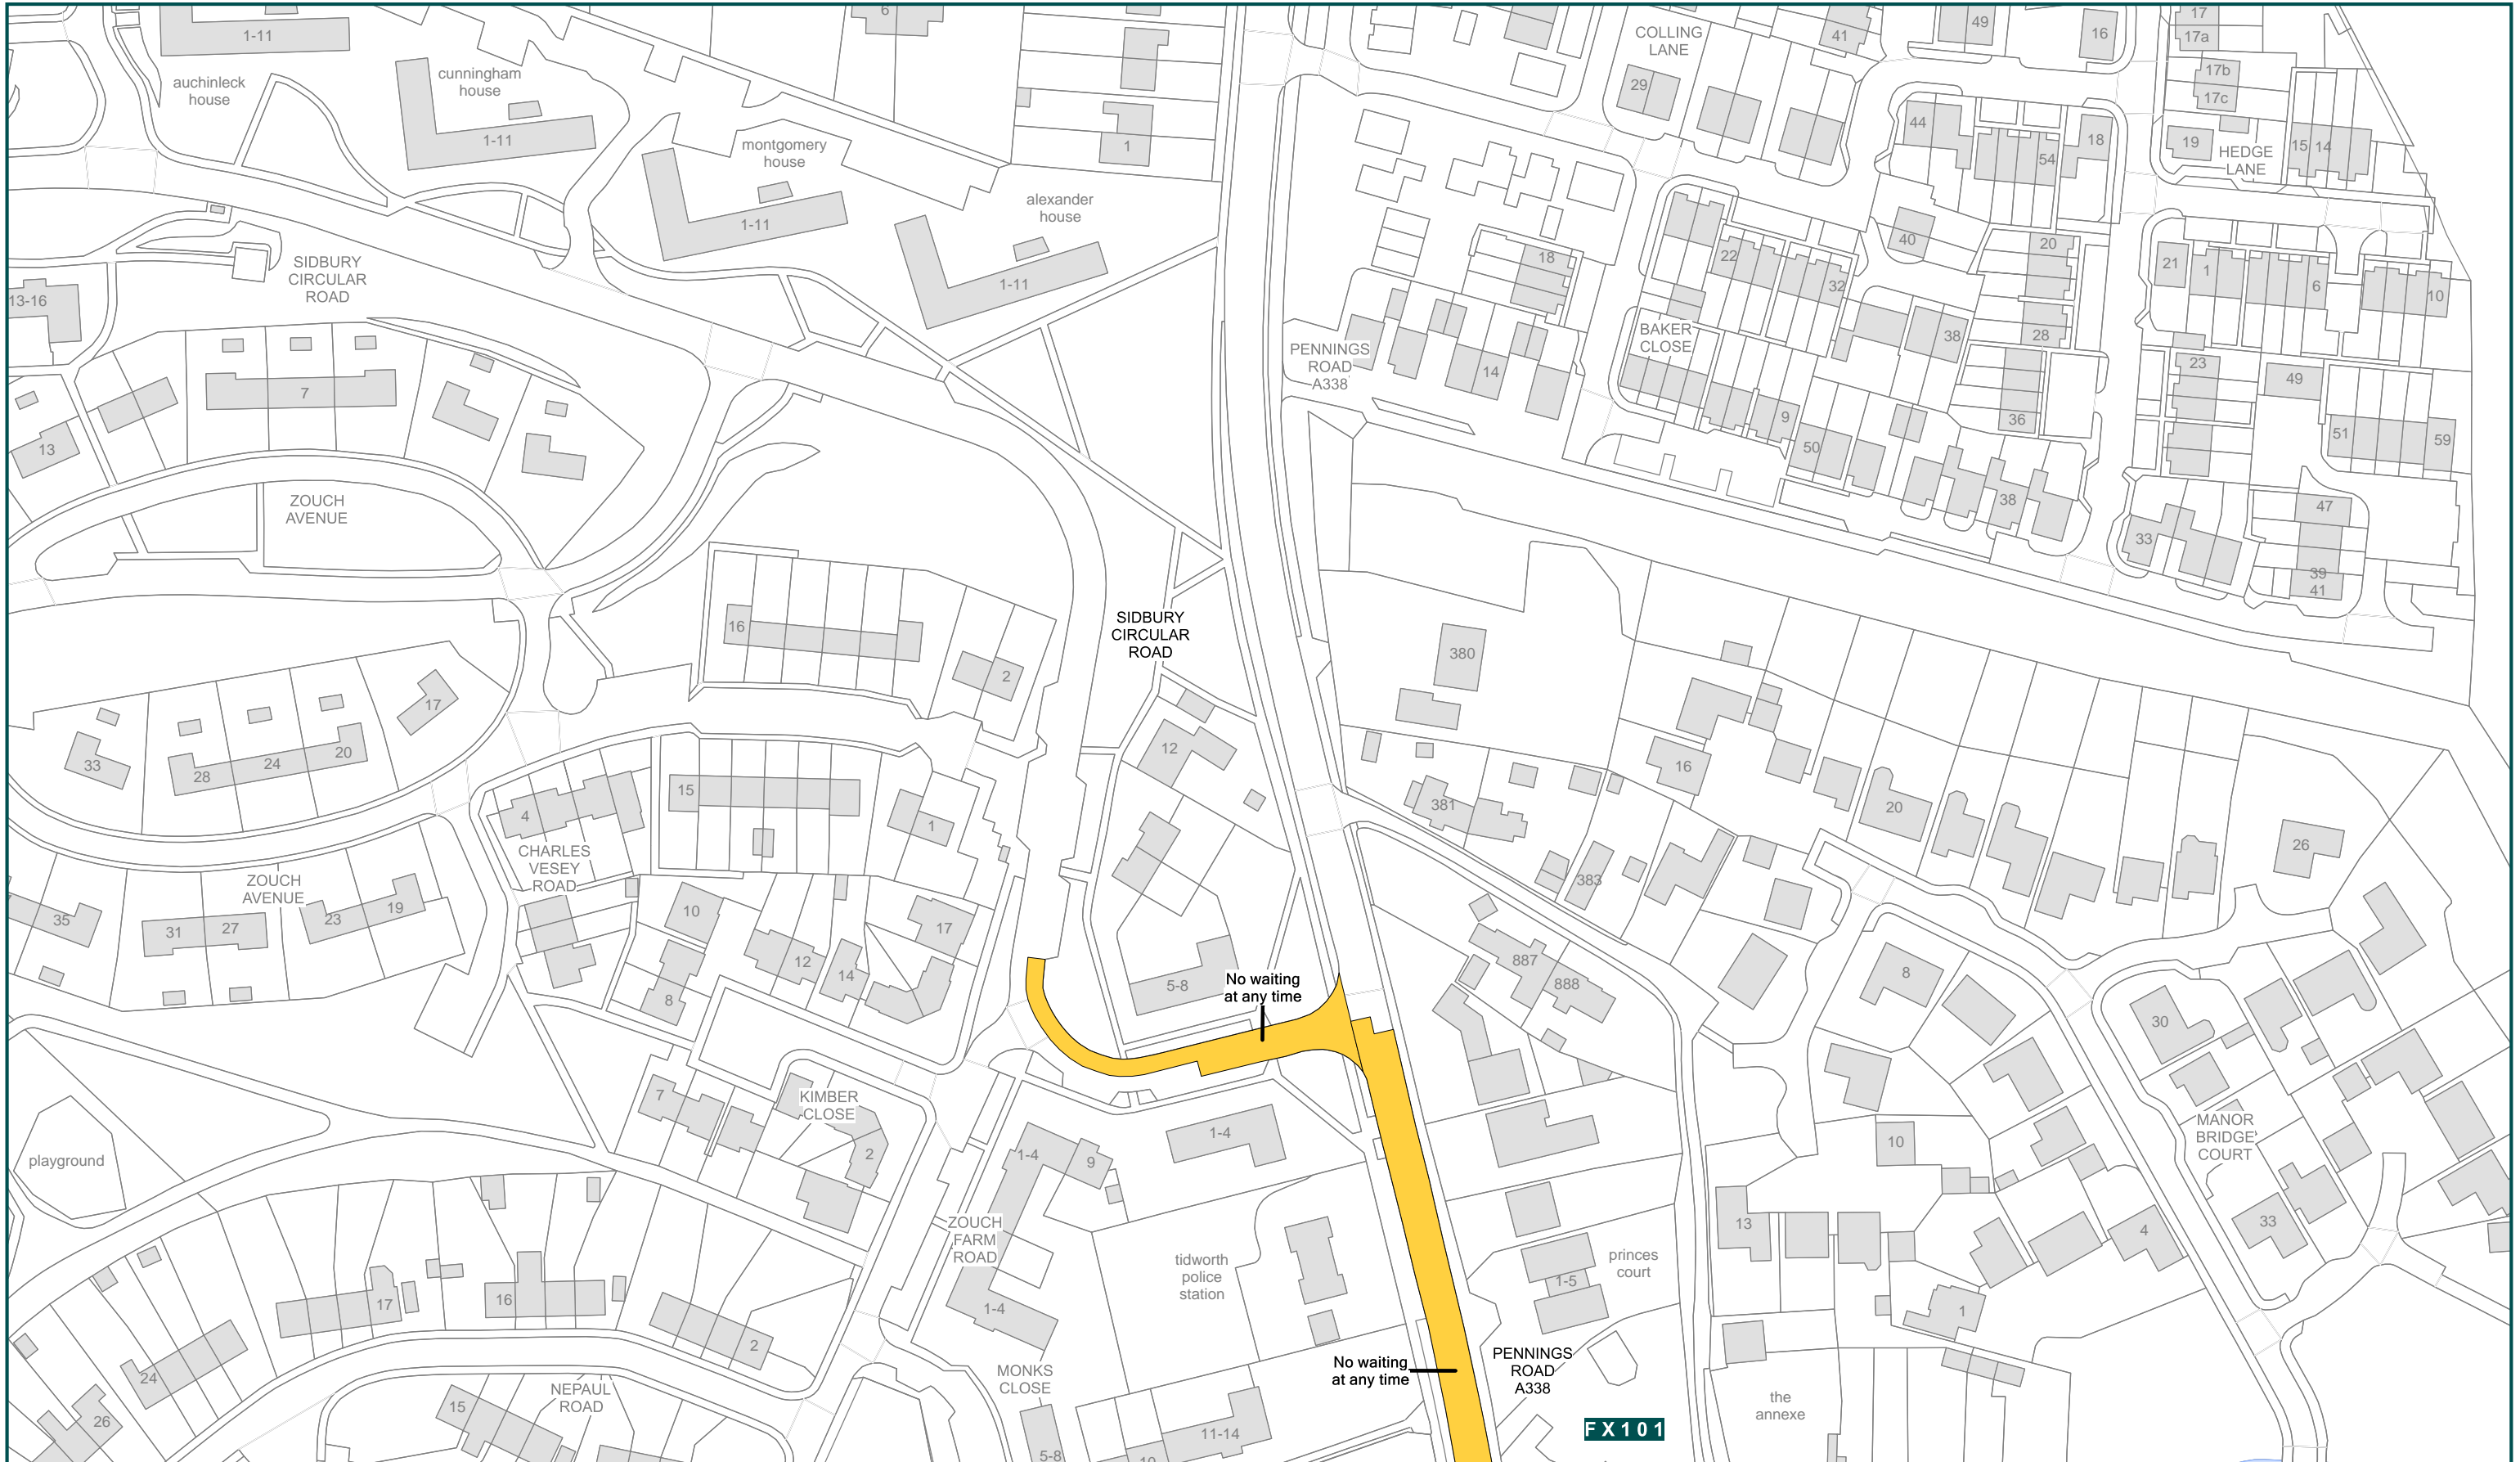 1-11
auchinleck
house
cunningham
house
1-11
6
montgomery
house
1-11
1
alexander
house
1-11
COLLING
LANE
29
41
49
16
17
17a
17b
17c
44
54
18
19
HEDGE
LANE
15
14
SIDBURY
CIRCULAR
ROAD
13-16
7
13
ZOUCH
AVENUE
PENNINGS
ROAD
A338
18
14
22
32
BAKER
CLOSE
9
50
40
38
20
28
36
38
21
1
6
10
23
49
51
59
33
47
39
41
16
2
SIDBURY
CIRCULAR
ROAD
380
12
16
20
26
381
383
17
33
28
24
20
4
15
1
CHARLES
VESEY
ROAD
ZOUCH
AVENUE
35
31
27
23
19
10
12
14
17
8
5-8
No waiting
at any time
887
888
8
30
playground
7
KIMBER
CLOSE
2
1-4
9
1-4
ZOUCH
FARM
ROAD
1-4
tidworth
police
station
princes
court
1-5
10
13
4
1
33
MANOR
BRIDGE
COURT
17
16
2
24
26
15
NEPAUL
ROAD
MONKS
CLOSE
5-8
11-14
10
No waiting
at any time
PENNINGS
ROAD
A338
the
annexe
FX101